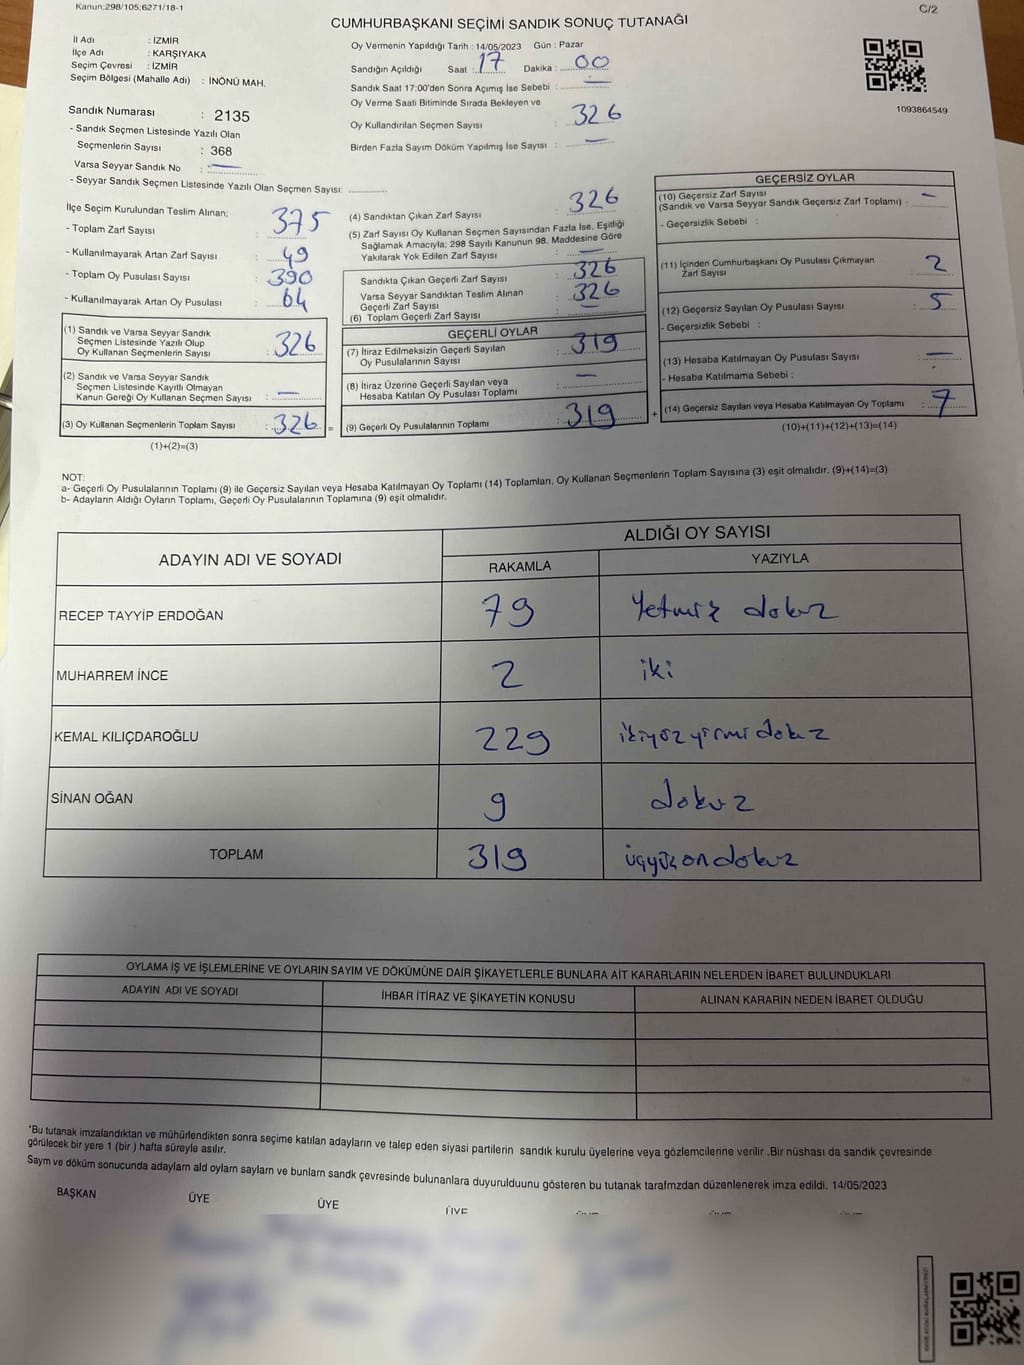 Kanun;298/105;6271/18-1
C/2
CUMHURBAŞKANI SEÇİMİ SANDIK SONUÇ TUTANAĞI
İl Adı : İZMİR
İlçe Adı : KARŞIYAKA
Seçim Çevresi : İZMİR
Seçim Bölgesi (Mahalle Adı) : İNÖNÜ MAH.
Sandık Numarası : 2135
- Sandık Seçmen Listesinde Yazılı Olan
Seçmenlerin Sayısı : 368
Varsa Seyyar Sandık No : —
- Seyyar Sandık Seçmen Listesinde Yazılı Olan Seçmen Sayısı: ............
Oy Vermenin Yapıldığı Tarih : 14/05/2023 Gün : Pazar
Sandığın Açıldığı Saat : 17 Dakika : 00
Sandık Saat 17:00'den Sonra Açımış İse Sebebi : —
Oy Verme Saati Bitiminde Sırada Bekleyen ve
Oy Kullandırılan Seçmen Sayısı : 326
Birden Fazla Sayım Döküm Yapılmış İse Sayısı : —
1093864549
İlçe Seçim Kurulundan Teslim Alınan;
- Toplam Zarf Sayısı : 375
- Kullanılmayarak Artan Zarf Sayısı : 49
- Toplam Oy Pusulası Sayısı : 390
- Kullanılmayarak Artan Oy Pusulası : 64
(1) Sandık ve Varsa Seyyar Sandık
Seçmen Listesinde Yazılı Olup
Oy Kullanan Seçmenlerin Sayısı : 326
(2) Sandık ve Varsa Seyyar Sandık
Seçmen Listesinde Kayıtlı Olmayan
Kanun Gereği Oy Kullanan Seçmen Sayısı : —
(3) Oy Kullanan Seçmenlerin Toplam Sayısı : 326 =
(1)+(2)=(3)
(4) Sandıktan Çıkan Zarf Sayısı : 326
(5) Zarf Sayısı Oy Kullanan Seçmen Sayısından Fazla İse, Eşitliği
Sağlamak Amacıyla; 298 Sayılı Kanunun 98. Maddesine Göre
Yakılarak Yok Edilen Zarf Sayısı : —
Sandıkta Çıkan Geçerli Zarf Sayısı : 326
Varsa Seyyar Sandıktan Teslim Alınan : 326
Geçerli Zarf Sayısı : —
(6) Toplam Geçerli Zarf Sayısı
GEÇERLİ OYLAR
(7) İtiraz Edilmeksizin Geçerli Sayılan : 319
Oy Pusulalarının Sayısı
(8) İtiraz Üzerine Geçerli Sayılan veya : —
Hesaba Katılan Oy Pusulası Toplamı
(9) Geçerli Oy Pusulalarının Toplamı : 319 +
GEÇERSİZ OYLAR
(10) Geçersiz Zarf Sayısı
(Sandık ve Varsa Seyyar Sandık Geçersiz Zarf Toplamı) : —
- Geçersizlik Sebebi :
(11) İçinden Cumhurbaşkanı Oy Pusulası Çıkmayan : 2
Zarf Sayısı
(12) Geçersiz Sayılan Oy Pusulası Sayısı : 5
- Geçersizlik Sebebi :
(13) Hesaba Katılmayan Oy Pusulası Sayısı : —
- Hesaba Katılmama Sebebi :
(14) Geçersiz Sayılan veya Hesaba Katılmayan Oy Toplamı : 7
(10)+(11)+(12)+(13)=(14)
NOT:
a- Geçerli Oy Pusulalarının Toplamı (9) ile Geçersiz Sayılan veya Hesaba Katılmayan Oy Toplamı (14) Toplamları, Oy Kullanan Seçmenlerin Toplam Sayısına (3) eşit olmalıdır. (9)+(14)=(3)
b- Adayların Aldığı Oyların Toplamı, Geçerli Oy Pusulalarının Toplamına (9) eşit olmalıdır.
ADAYIN ADI VE SOYADI
ALDIĞI OY SAYISI
RAKAMLA YAZIYLA
RECEP TAYYİP ERDOĞAN 79 Yetmiş dokuz
MUHARREM İNCE 2 iki
KEMAL KILIÇDAROĞLU 229 ikiyüzyirmi dokuz
SİNAN OĞAN 9 dokuz
TOPLAM 319 üçyüzondokuz
OYLAMA İŞ VE İŞLEMLERİNE VE OYLARIN SAYIM VE DÖKÜMÜNE DAİR ŞİKAYETLERLE BUNLARA AİT KARARLARIN NELERDEN İBARET BULUNDUKLARI
ADAYIN ADI VE SOYADI İHBAR İTİRAZ VE ŞİKAYETİN KONUSU ALINAN KARARIN NEDEN İBARET OLDUĞU
*Bu tutanak imzalandıktan ve mühürlendikten sonra seçime katılan adayların ve talep eden siyasi partilerin sandık kurulu üyelerine veya gözlemcilerine verilir .Bir nüshası da sandık çevresinde
görülecek bir yere 1 (bir ) hafta süreyle asılır.
Saym ve döküm sonucunda adaylarn ald oylarn saylarn ve bunlarn sandk çevresinde bulunanlara duyurulduunu gösteren bu tutanak tarafmzdan düzenlenerek imza edildi. 14/05/2023
BAŞKAN ÜYE ÜYE ÜYE